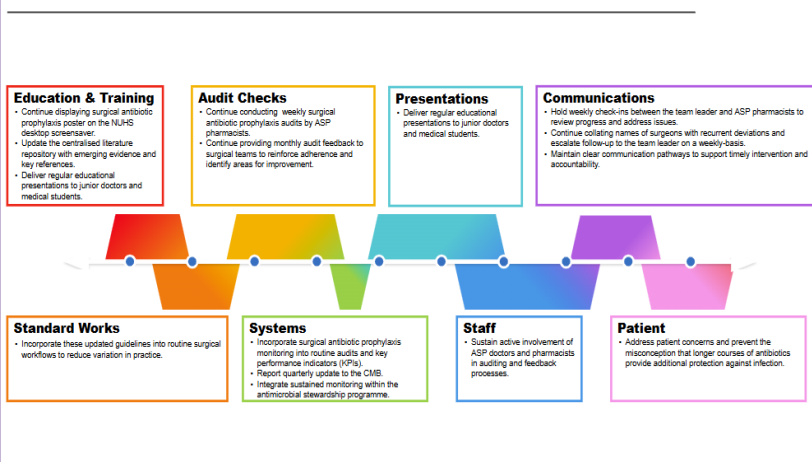 Education & Training
• Continue displaying surgical antibiotic
prophylaxis poster on the NUHS
desktop screensaver.
• Update the centralised literature
repository with emerging evidence and
key references.
• Deliver regular educational
presentations to junior doctors and
medical students.
Audit Checks
• Continue conducting weekly surgical
antibiotic prophylaxis audits by ASP
pharmacists.
• Continue providing monthly audit feedback to
surgical teams to reinforce adherence and
identify areas for improvement.
Presentations
• Deliver regular educational
presentations to junior doctors
and medical students.
Communications
• Hold weekly check-ins between the team leader and ASP pharmacists to
review progress and address issues.
• Continue collating names of surgeons with recurrent deviations and
escalate follow-up to the team leader on a weekly-basis.
• Maintain clear communication pathways to support timely intervention and
accountability.
Standard Works
• Incorporate these updated guidelines into routine surgical
workflows to reduce variation in practice.
Systems
• Incorporate surgical antibiotic prophylaxis
monitoring into routine audits and key
performance indicators (KPIs).
• Report quarterly update to the CMB.
• Integrate sustained monitoring within the
antimicrobial stewardship programme.
Staff
• Sustain active involvement of
ASP doctors and pharmacists
in auditing and feedback
processes.
Patient
• Address patient concerns and prevent the
misconception that longer courses of antibiotics
provide additional protection against infection.